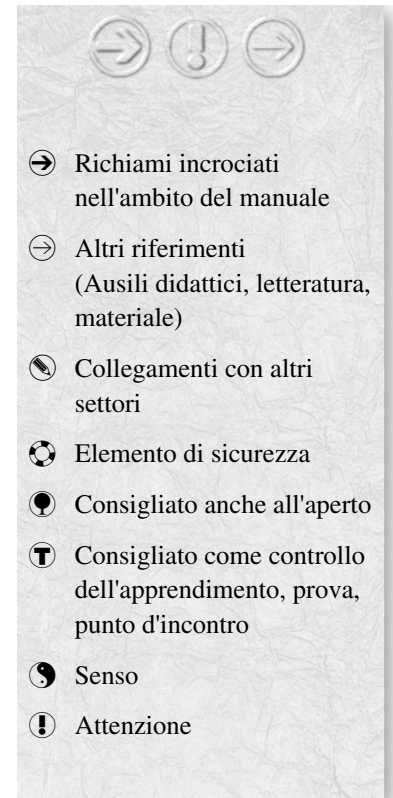 Richiami incrociati
nell'ambito del manuale
Altri riferimenti
(Ausili didattici, letteratura,
materiale)
Collegamenti con altri
settori
Elemento di sicurezza
Consigliato anche all'aperto
T Consigliato come controllo
dell'apprendimento, prova,
punto d'incontro
Senso
! Attenzione